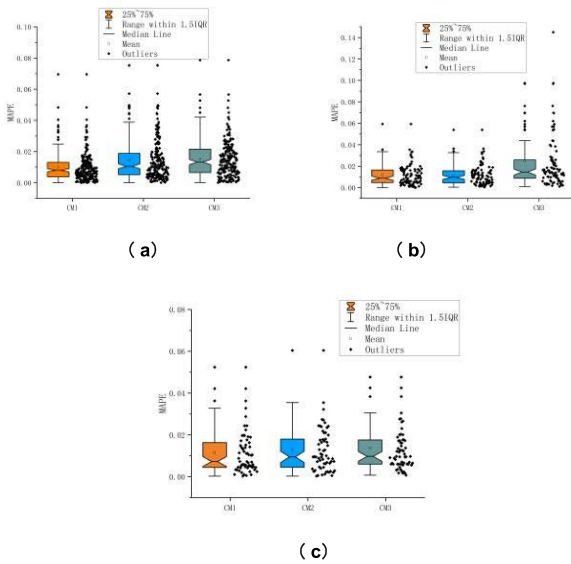 25%~75%
Range within 1.5IQR
Median Line
Mean
Outliers
0.10
0.08
0.06
0.04
0.02
0.00
MAPE
CM1
CM2
CM3
(a)
25%~75%
Range within 1.5IQR
Median Line
Mean
Outliers
0.14
0.12
0.10
0.08
0.06
0.04
0.02
0.00
MAPE
CM1
CM2
CM3
(b)
25%~75%
Range within 1.5IQR
Median Line
Mean
Outliers
0.08
0.06
0.04
0.02
0.00
MAPE
CM1
CM2
CM3
(c)